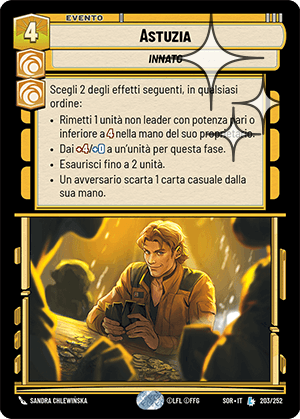 EVENTO
4
ASTUZIA
INNATO
Scegli 2 degli effetti seguenti, in qualsiasi
ordine:
• Rimetti 1 unità non leader con potenza pari o
inferiore a 4 nella mano del suo proprietario.
• Dai +4/+0 a un'unità per questa fase.
• Esaurisci fino a 2 unità.
• Un avversario scarta 1 carta casuale dalla
sua mano.
SANDRA CHLEWIŃSKA
©LFL ©FFG
SOR•IT
L
203/252